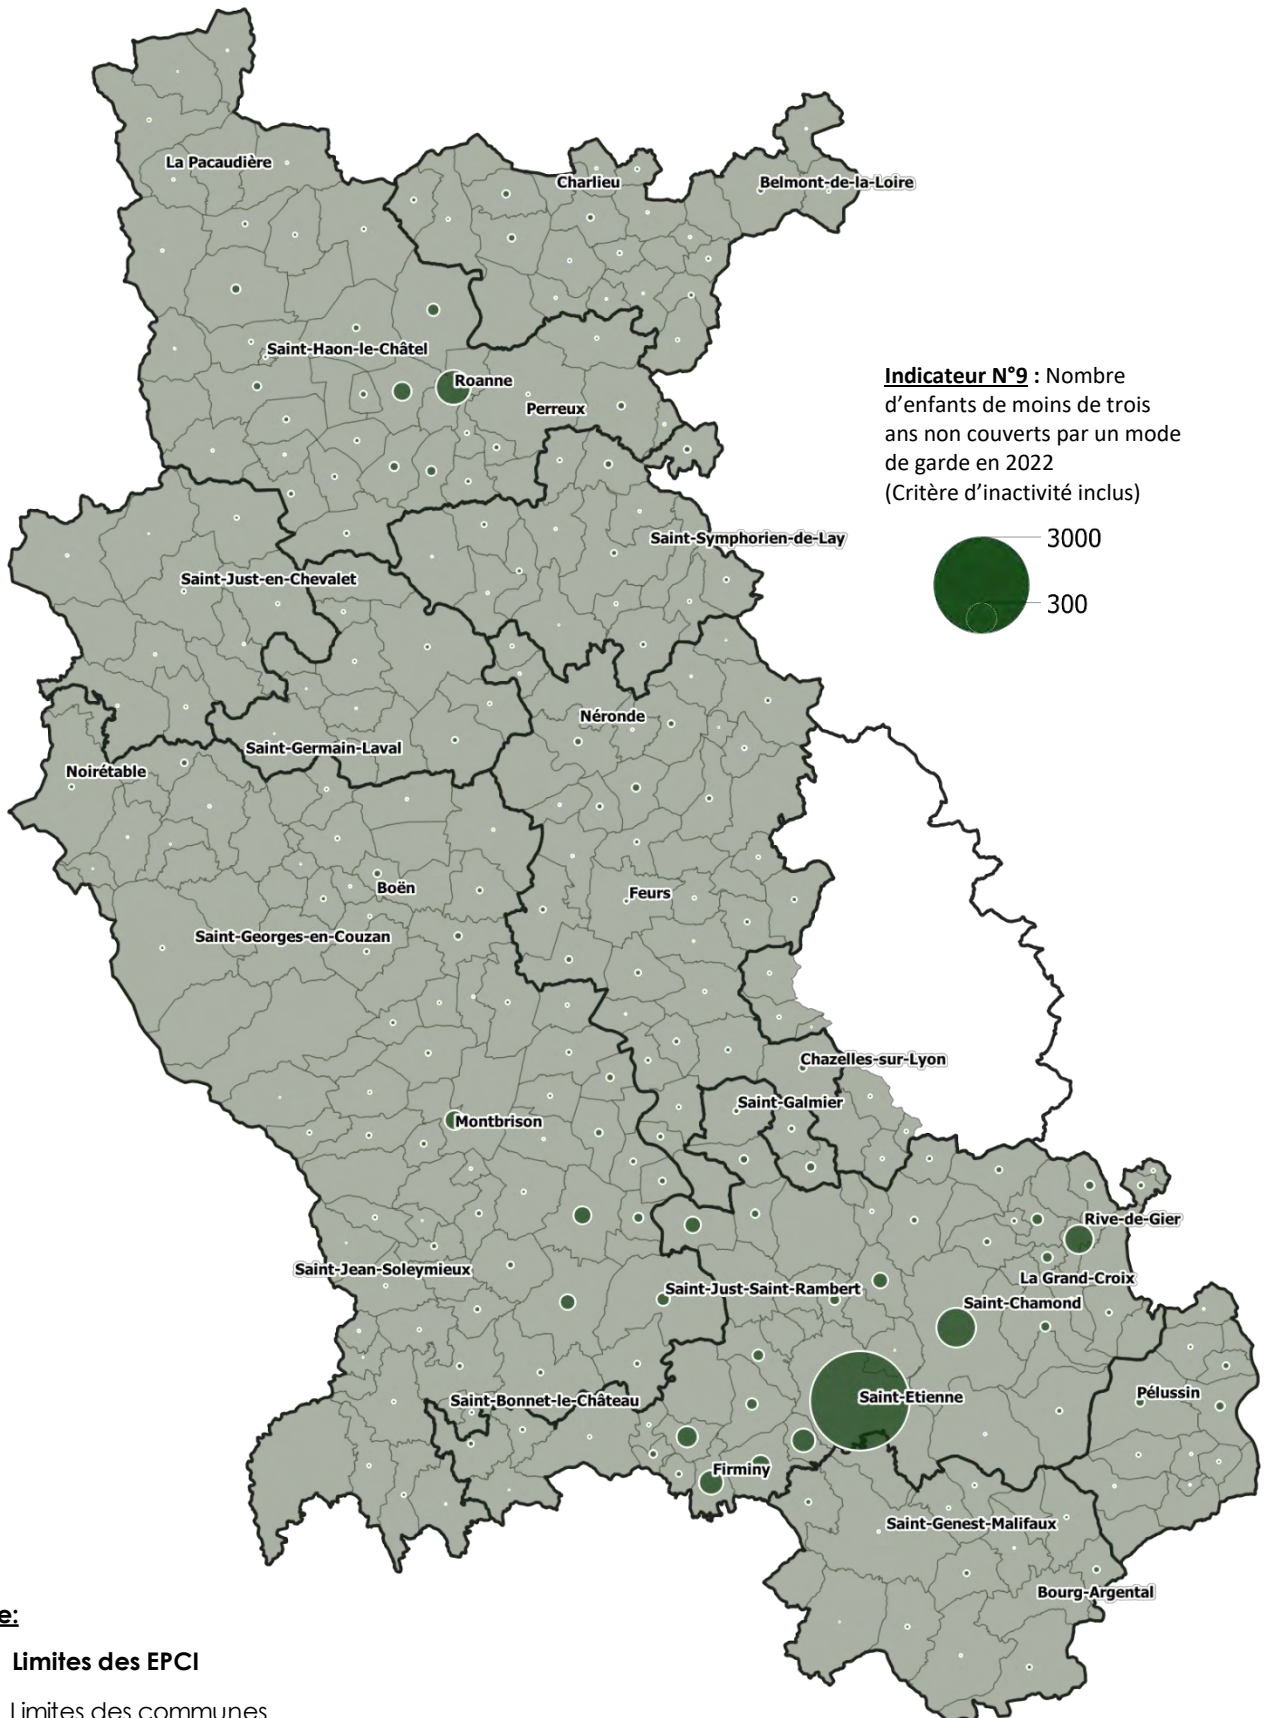 La Pacaudière
Charlieu
Belmont-de-la-Loire
Saint-Haon-le-Châtel
Roanne
Perreux
Indicateur N°9 : Nombre
d’enfants de moins de trois
ans non couverts par un mode
de garde en 2022
(Critère d’inactivité inclus)
3000
300
Saint-Symphorien-de-Lay
Saint-Just-en-Chevalet
Néronde
Saint-Germain-Laval
Noirétable
Boën
Feurs
Saint-Georges-en-Couzan
Chazelles-sur-Lyon
Saint-Galmier
Montbrison
Rive-de-Gier
Saint-Jean-Soleymieux
La Grand-Croix
Saint-Just-Saint-Rambert
Saint-Chamond
Pélussin
Saint-Etienne
Saint-Bonnet-le-Château
Firminy
Saint-Genest-Malifaux
Bourg-Argental
e:
Limites des EPCI
Limites des communes